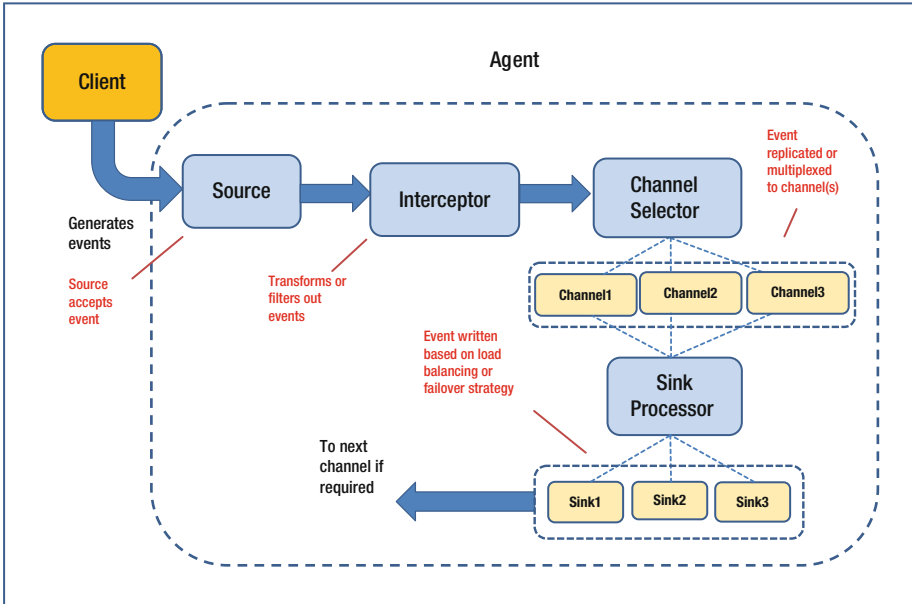 Agent
Client
Source
Interceptor
Channel
Selector
Event
replicated or
multiplexed
to channel(s)
Generates
events
Source
accepts
event
Transforms or
filters out
events
Channel1
Channel2
Channel3
Event written
based on load
balancing or
failover strategy
Sink
Processor
To next
channel if
required
Sink1
Sink2
Sink3